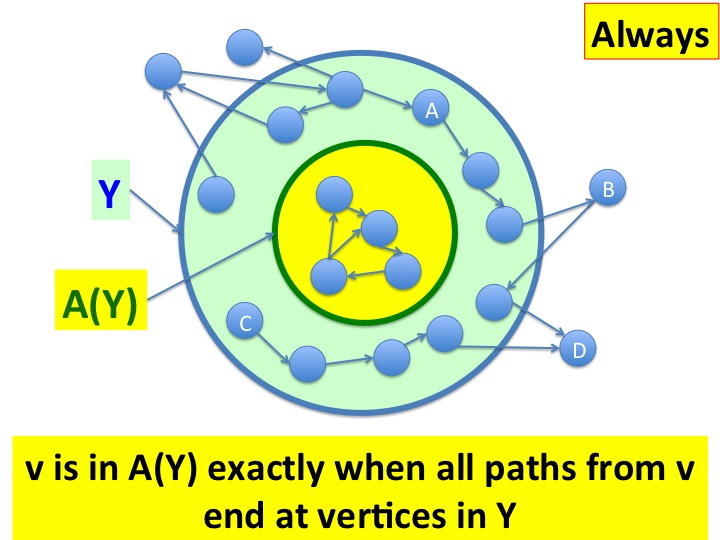 Always
A
B
Y
A(Y)
C
D
v is in A(Y) exactly when all paths from v
end at vertices in Y